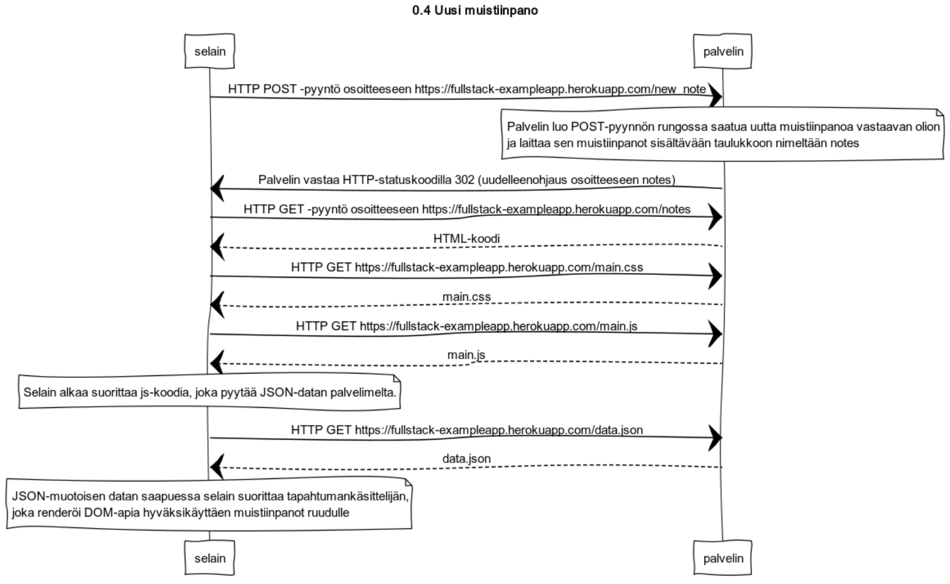 0.4 Uusi muistiinpano
selain
palvelin
HTTP POST -pyyntö osoitteeseen https://fullstack-exampleapp.herokuapp.com/new_note
Palvelin luo POST-pyynnön rungossa saatua uutta muistiinpanoa vastaavan olion
ja laittaa sen muistiinpanot sisältävään taulukkoon nimeltään notes
Palvelin vastaa HTTP-statuskoodilla 302 (uudelleenohjaus osoitteeseen notes)
HTTP GET -pyyntö osoitteeseen https://fullstack-exampleapp.herokuapp.com/notes
HTML-koodi
HTTP GET https://fullstack-exampleapp.herokuapp.com/main.css
main.css
HTTP GET https://fullstack-exampleapp.herokuapp.com/main.js
main.js
Selain alkaa suorittaa js-koodia, joka pyytää JSON-datan palvelimelta.
HTTP GET https://fullstack-exampleapp.herokuapp.com/data.json
data.json
JSON-muotoisen datan saapuessa selain suorittaa tapahtumankäsittelijän,
joka renderöi DOM-apia hyväksikäyttäen muistiinpanot ruudulle
selain
palvelin